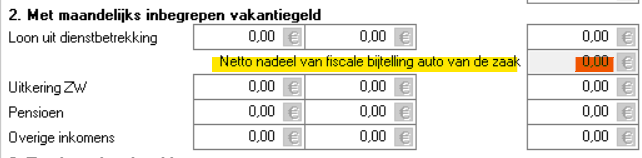 2. Met maandelijks inbegrepen vakantiegeld
Loon uit dienstbetrekking 0,00 € 0,00 € 0,00 €
Netto nadeel van fiscale bijtelling auto van de zaak 0,00 €
Uitkering ZW 0,00 € 0,00 € 0,00 €
Pensioen 0,00 € 0,00 € 0,00 €
Overige inkomens 0,00 € 0,00 € 0,00 €